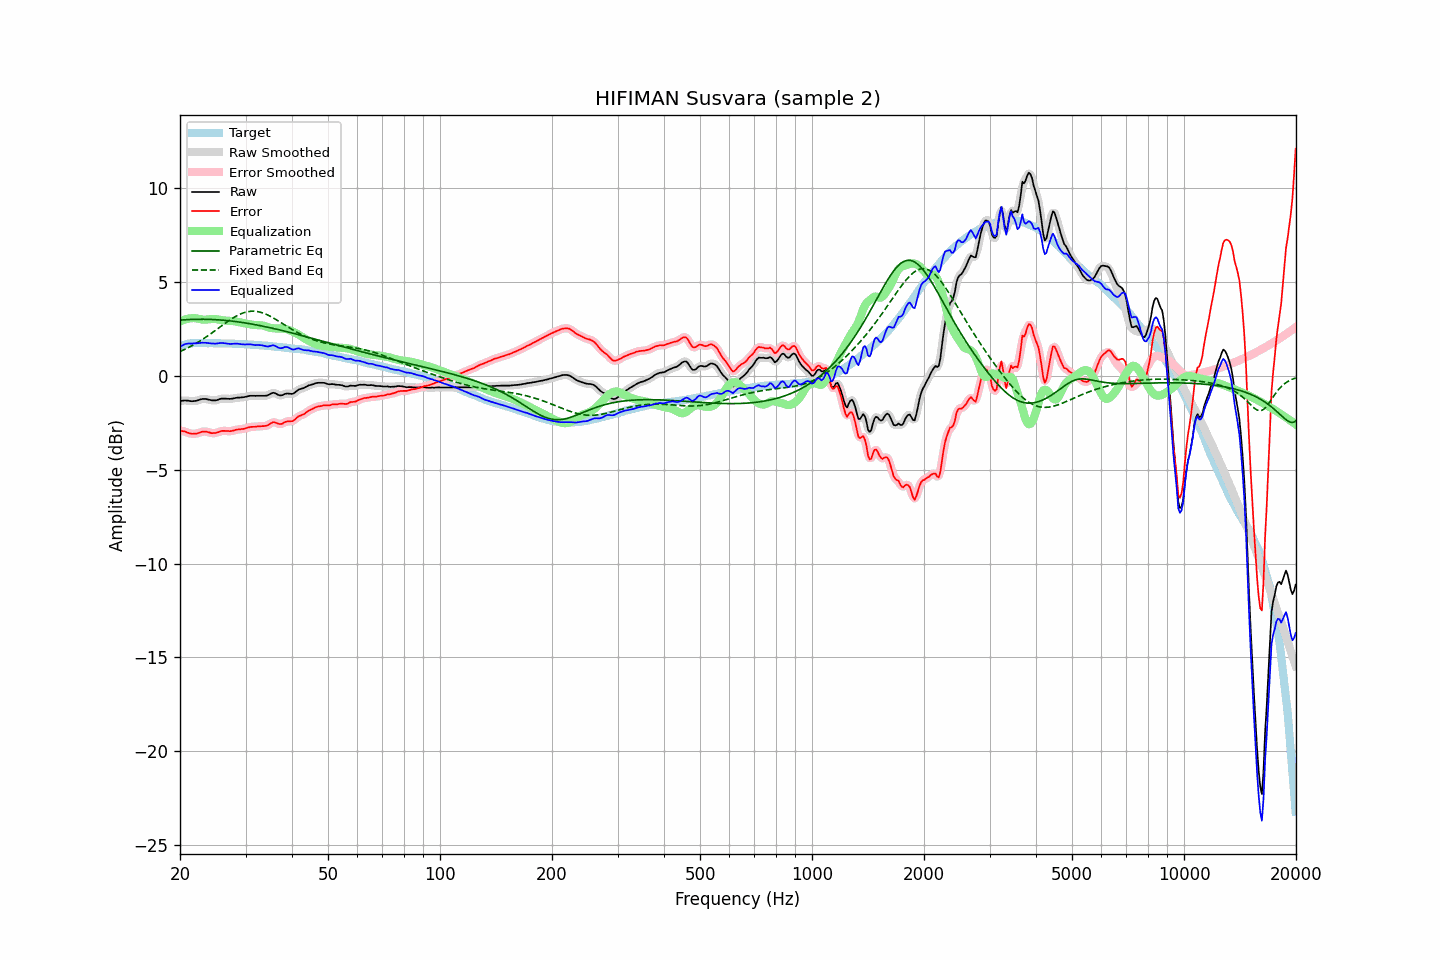 HIFIMAN Susvara (sample 2)
Target
Raw Smoothed
Error Smoothed
Raw
Error
Equalization
Parametric Eq
Fixed Band Eq
Equalized
10
5
0
−5
−10
−15
−20
−25
Amplitude (dBr)
20 50 100 200 500 1000 2000 5000 10000 20000
Frequency (Hz)